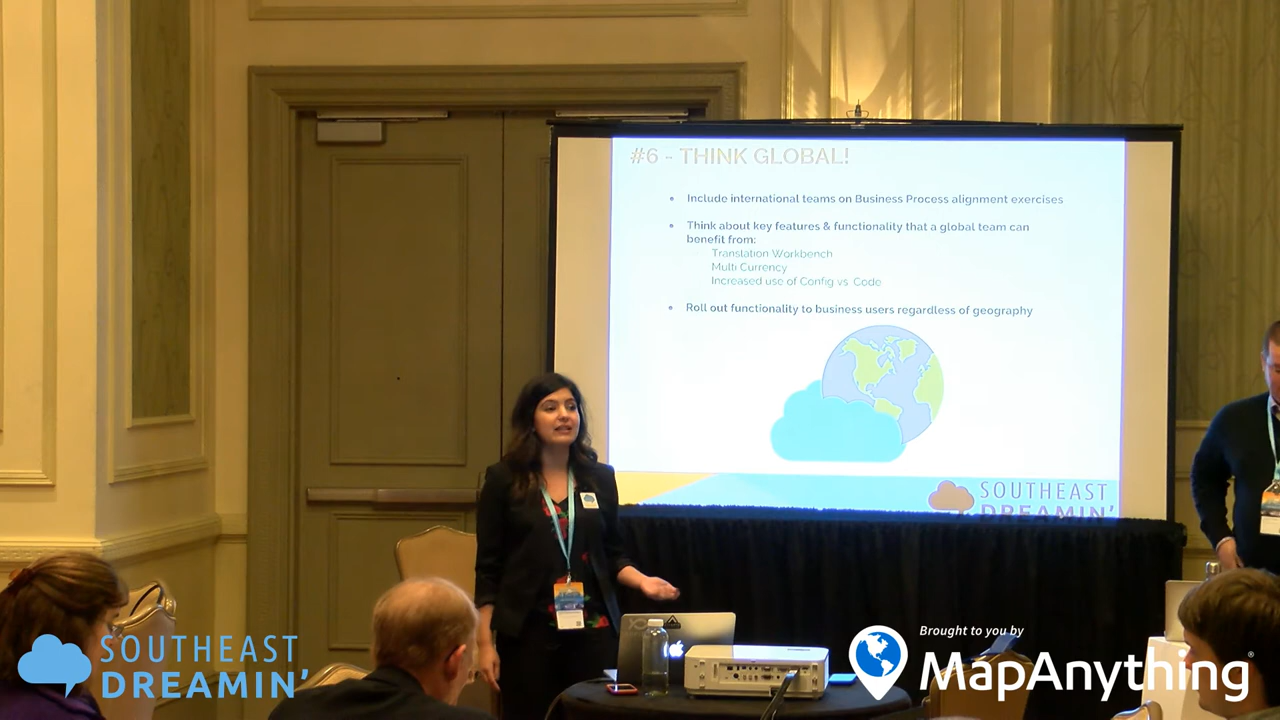 #6 - THINK GLOBAL!
Include international teams on Business Process alignment exercises
Think about key features & functionality that a global team can
benefit from:
Translation Workbench
Multi Currency
Increased use of Config vs Code
Roll out functionality to business users regardless of geography
SOUTHEAST
DREAMIN'
SOUTHEAST
DREAMIN'
Brought to you by
MapAnything®